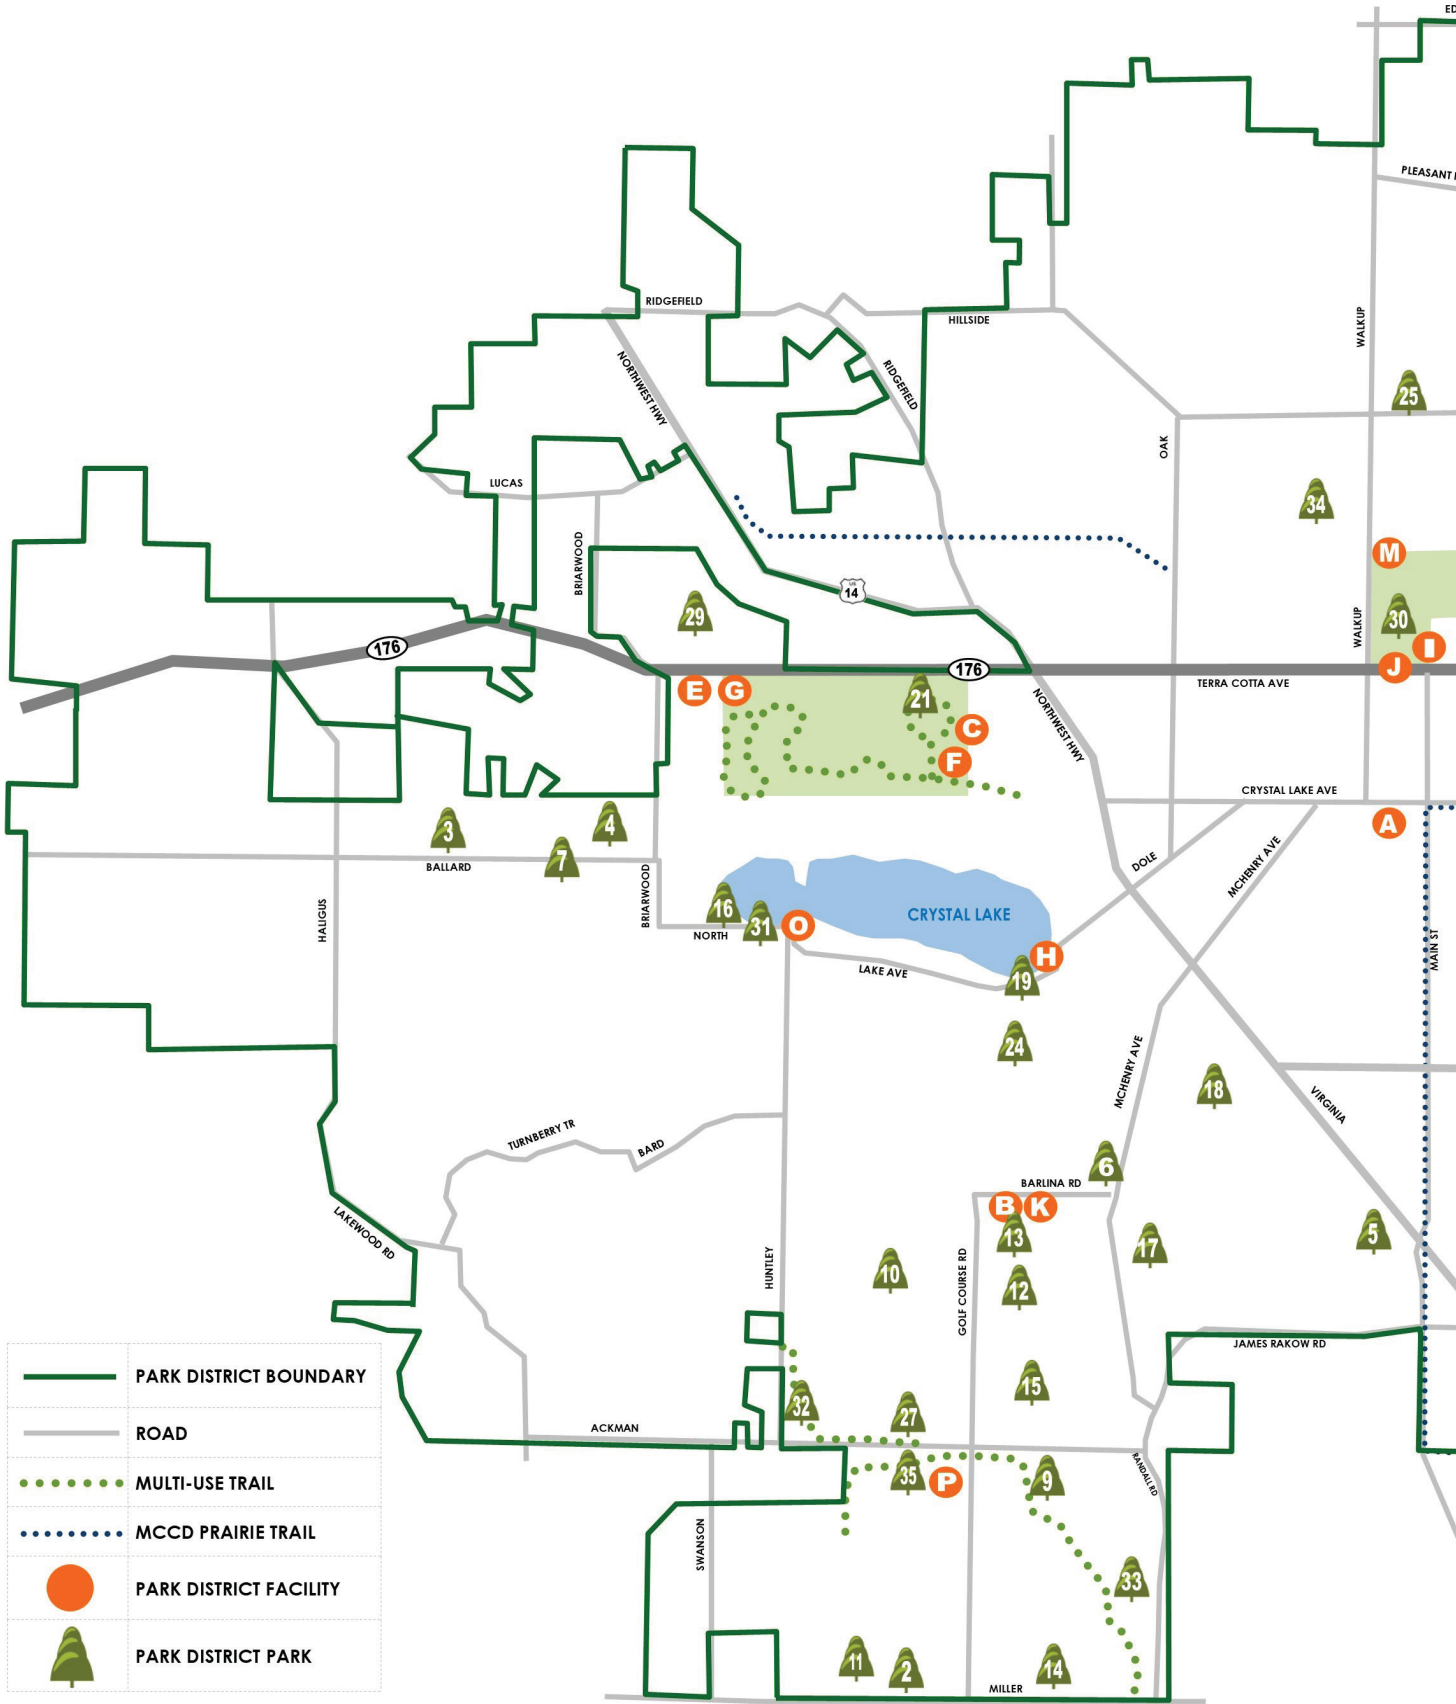 ED
PLEASANT
RIDGEFIELD
HILLSIDE
WALKUP
NORTHWEST HWY
RIDGEFIELD
25
OAK
LUCAS
34
BRIARWOOD
M
US
14
29
30
WALKUP
I
176
176
J
TERRA COTTA AVE
E
G
21
C
NORTHWEST HWY
F
CRYSTAL LAKE AVE
3
4
A
7
BALLARD
DOLE
MCHENRY AVE
BRIARWOOD
16
31
O
CRYSTAL LAKE
HALIGUS
NORTH
MAIN ST
H
LAKE AVE
19
24
MCHENRY AVE
18
VIRGINIA
TURNBERRY TR
BARD
6
BARLINA RD
B
K
LAKEWOOD RD
13
17
5
HUNTLEY
10
GOLF COURSE RD
12
JAMES RAKOW RD
PARK DISTRICT BOUNDARY
15
32
27
ROAD
ACKMAN
MULTI-USE TRAIL
35
P
9
RANDALL RD
MCCD PRAIRIE TRAIL
SWANSON
PARK DISTRICT FACILITY
33
PARK DISTRICT PARK
11
2
14
MILLER